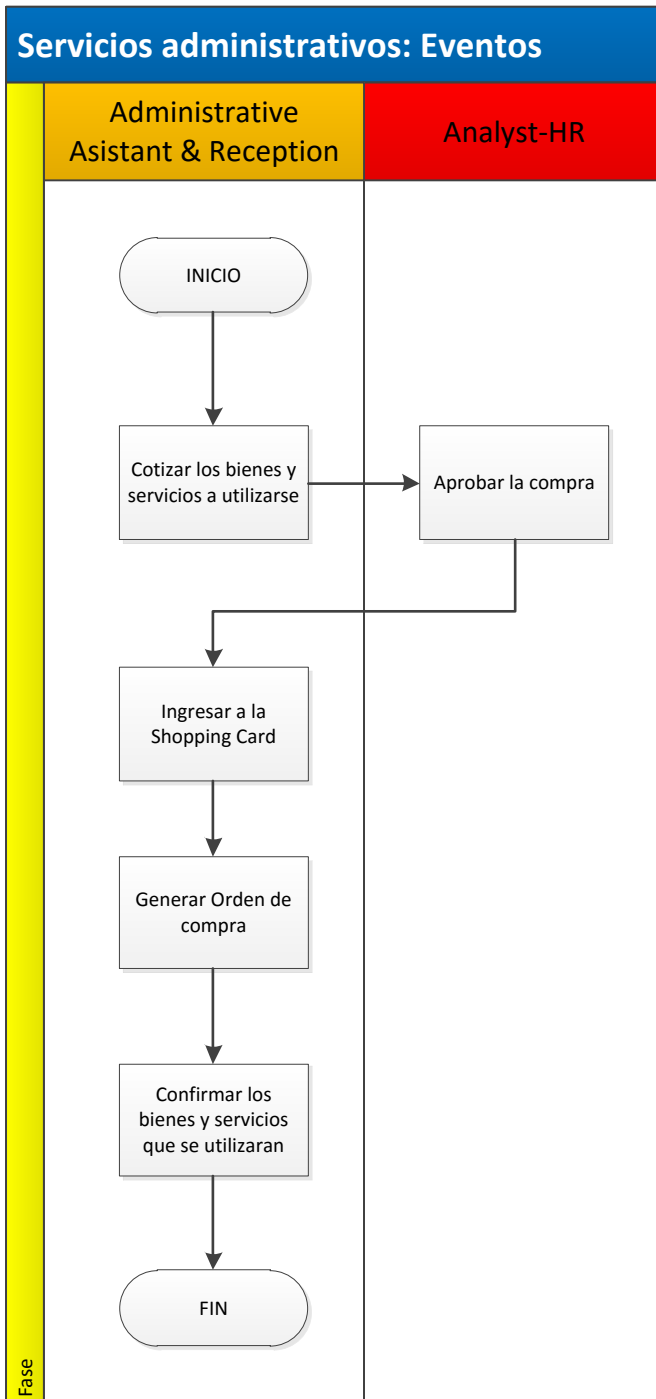 Servicios administrativos: Eventos
Administrative
Asistant & Reception
Analyst-HR
INICIO
Cotizar los bienes y
servicios a utilizarse
Aprobar la compra
Ingresar a la
Shopping Card
Generar Orden de
compra
Confirmar los
bienes y servicios
que se utilizaran
FIN
Fase